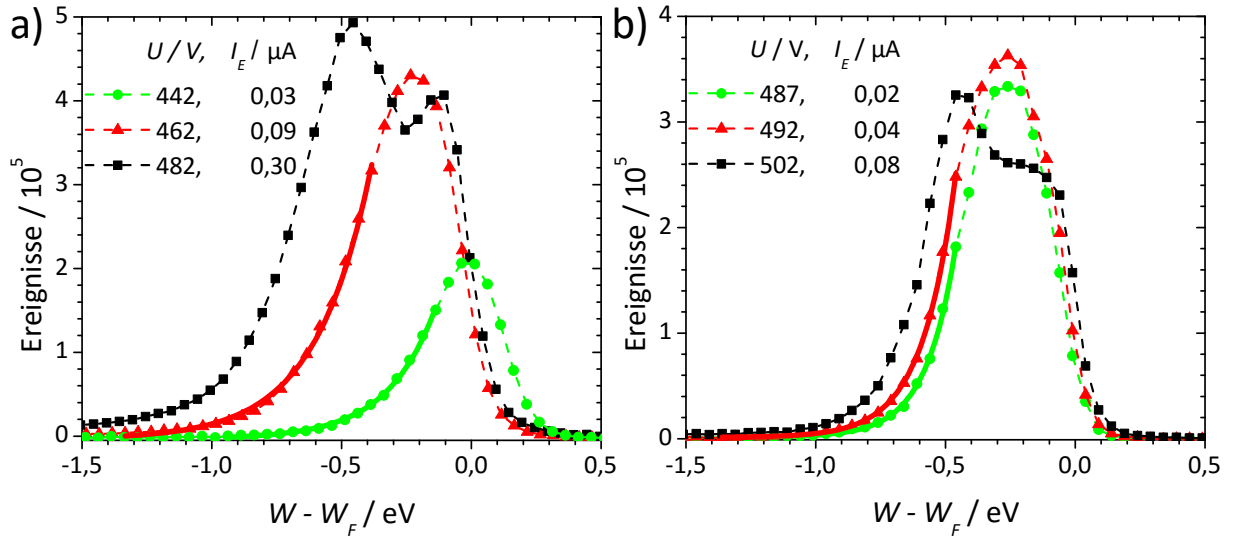 a)
U / V, I_E / µA
442, 0,03
462, 0,09
482, 0,30
5
4
3
2
1
0
Ereignisse / 10^5
-1,5 -1,0 -0,5 0,0 0,5
W - W_F / eV
b)
U / V, I_E / µA
487, 0,02
492, 0,04
502, 0,08
4
3
2
1
0
Ereignisse / 10^5
-1,5 -1,0 -0,5 0,0 0,5
W - W_F / eV